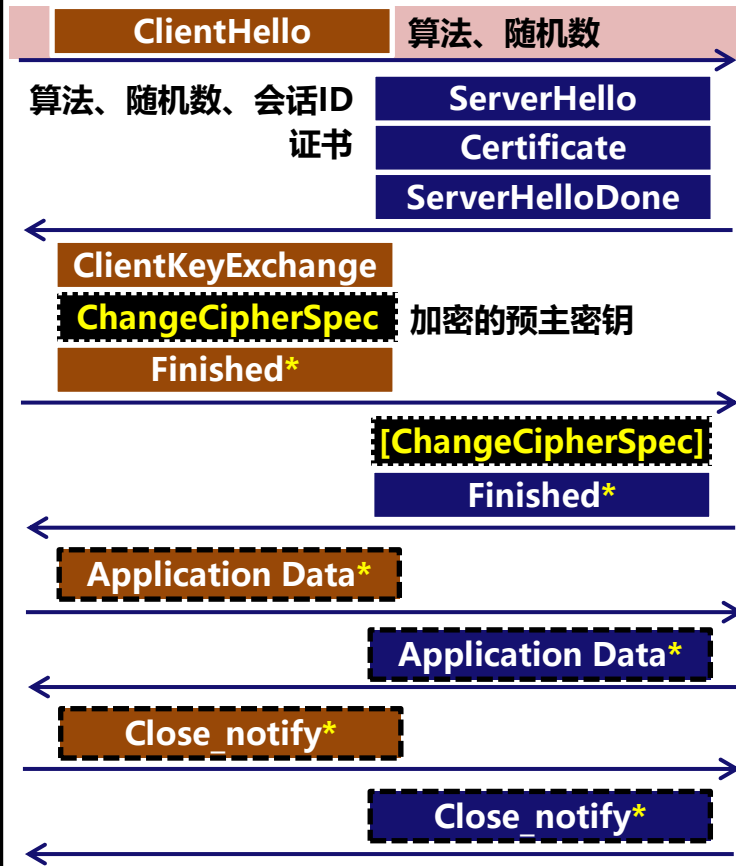 ClientHello 算法、随机数
算法、随机数、会话ID ServerHello
证书 Certificate
ServerHelloDone
ClientKeyExchange
ChangeCipherSpec 加密的预主密钥
Finished*
[ChangeCipherSpec]
Finished*
Application Data*
Application Data*
Close_notify*
Close_notify*